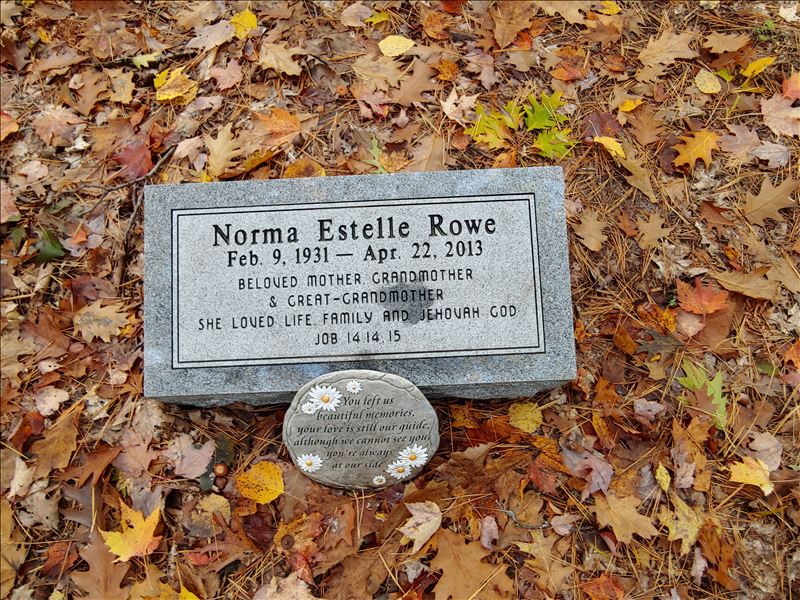 Norma Estelle Rowe
Feb. 9, 1931 — Apr. 22, 2013
BELOVED MOTHER, GRANDMOTHER
& GREAT-GRANDMOTHER
SHE LOVED LIFE, FAMILY AND JEHOVAH GOD
JOB 14:14,15
You left us
beautiful memories,
your love is still our guide,
although we cannot see you
you're always
at our side